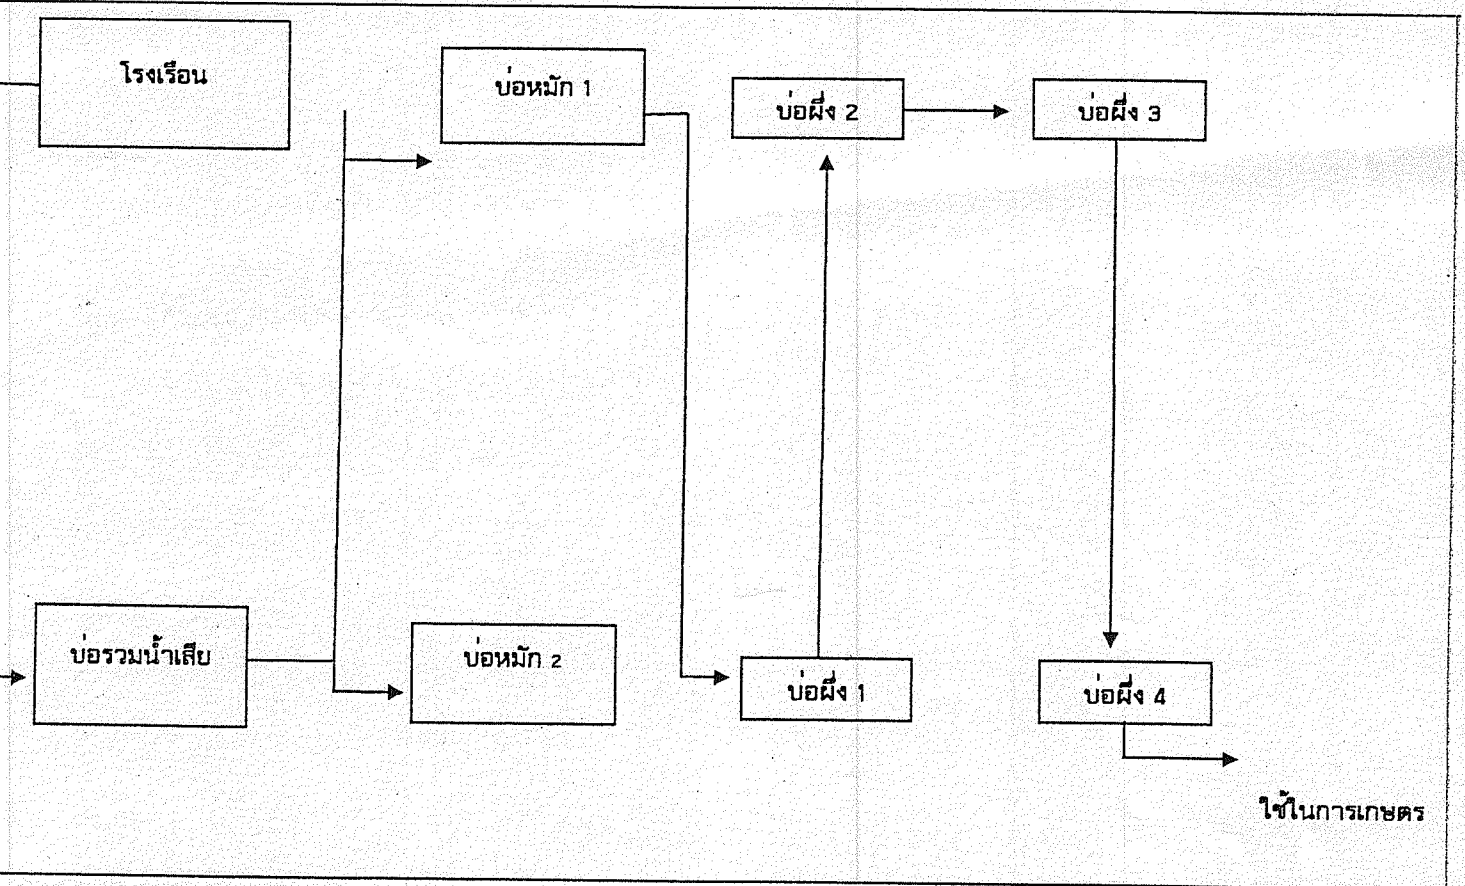 โรงเรือน
บ่อหมัก 1
บ่อผึ่ง 2
บ่อผึ่ง 3
บ่อรวมน้ำเสีย
บ่อหมัก 2
บ่อผึ่ง 1
บ่อผึ่ง 4
ใช้ในการเกษตร